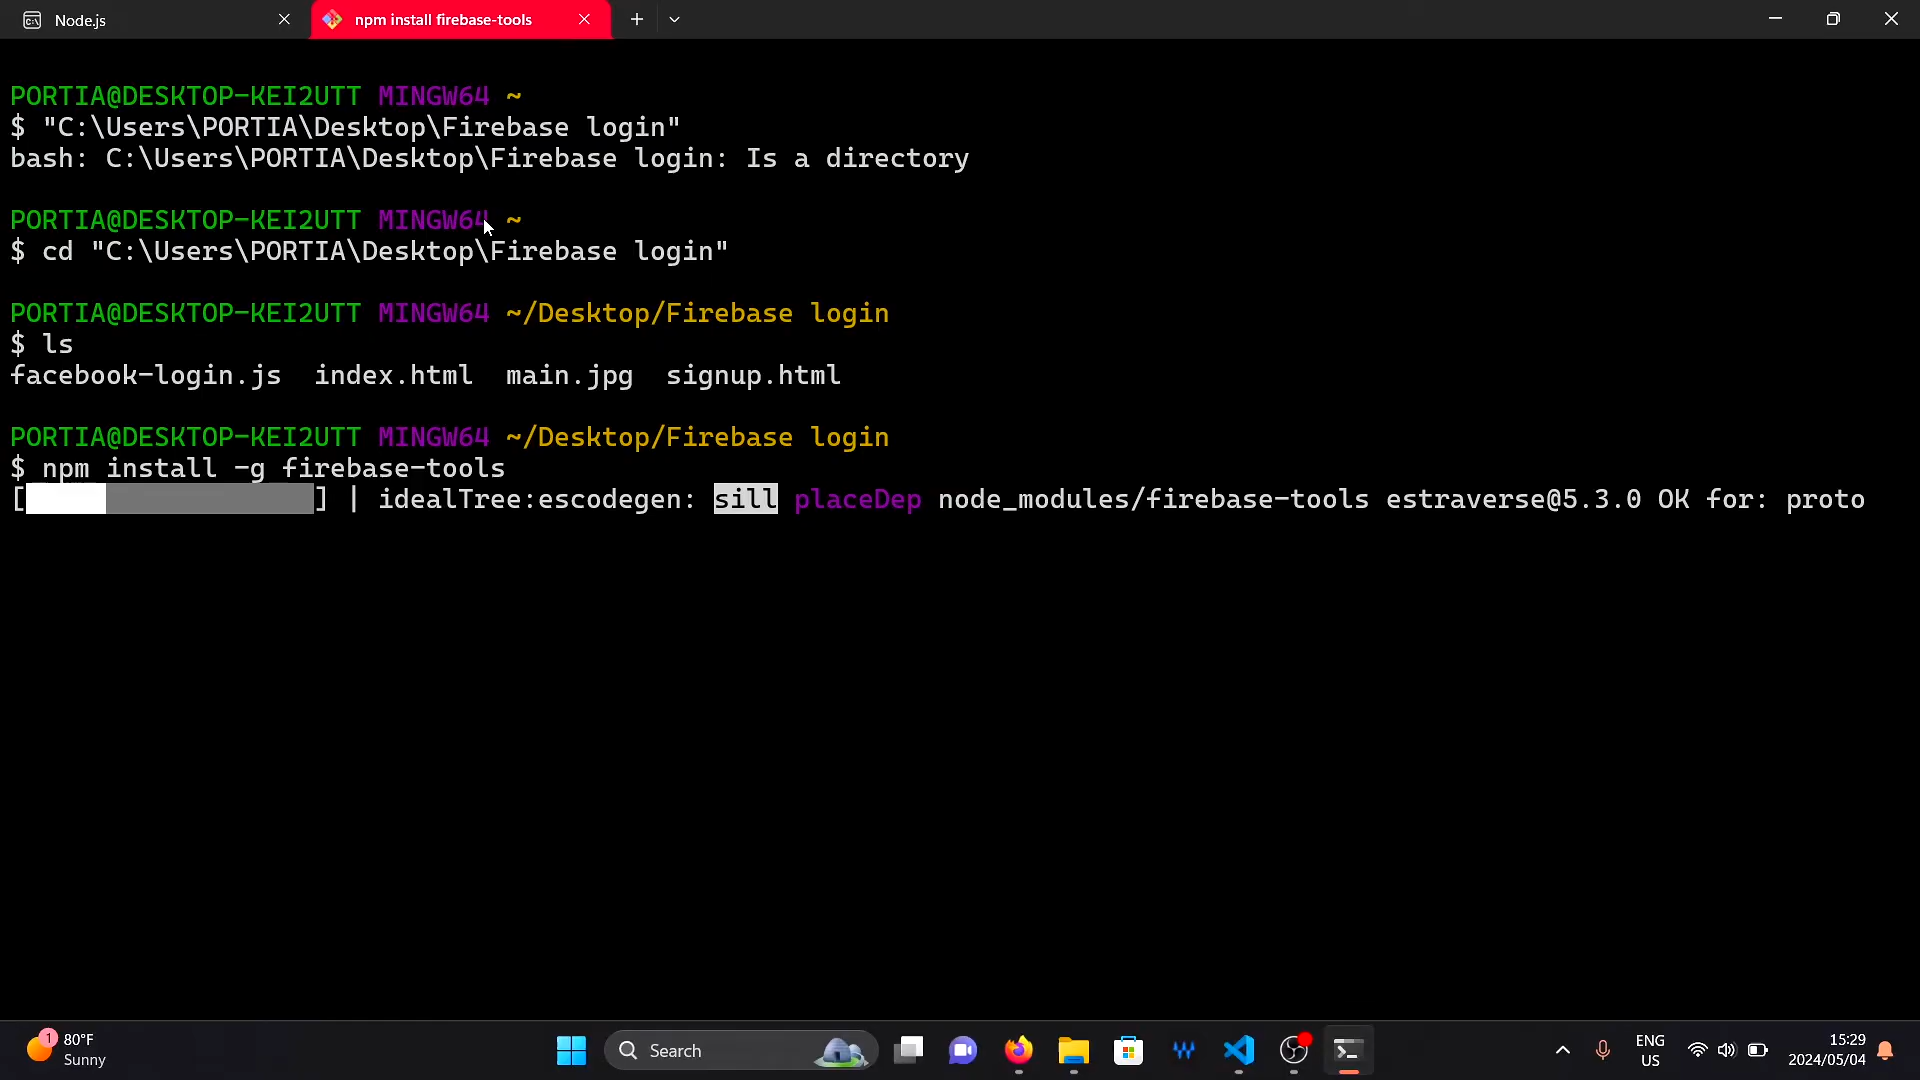 Node.js
npm install firebase-tools
PORTIA@DESKTOP-KEI2UTT MINGW64 ~
$ "C:\Users\PORTIA\Desktop\Firebase login"
bash: C:\Users\PORTIA\Desktop\Firebase login: Is a directory
PORTIA@DESKTOP-KEI2UTT MINGW64 ~
$ cd "C:\Users\PORTIA\Desktop\Firebase login"
PORTIA@DESKTOP-KEI2UTT MINGW64 ~/Desktop/Firebase login
$ ls
facebook-login.js  index.html  main.jpg  signup.html
PORTIA@DESKTOP-KEI2UTT MINGW64 ~/Desktop/Firebase login
$ npm install -g firebase-tools
[ ] | idealTree:escodegen: sill placeDep node_modules/firebase-tools estraverse@5.3.0 OK for: proto
1
80°F
Sunny
Search
ENG
US
15:29
2024/05/04